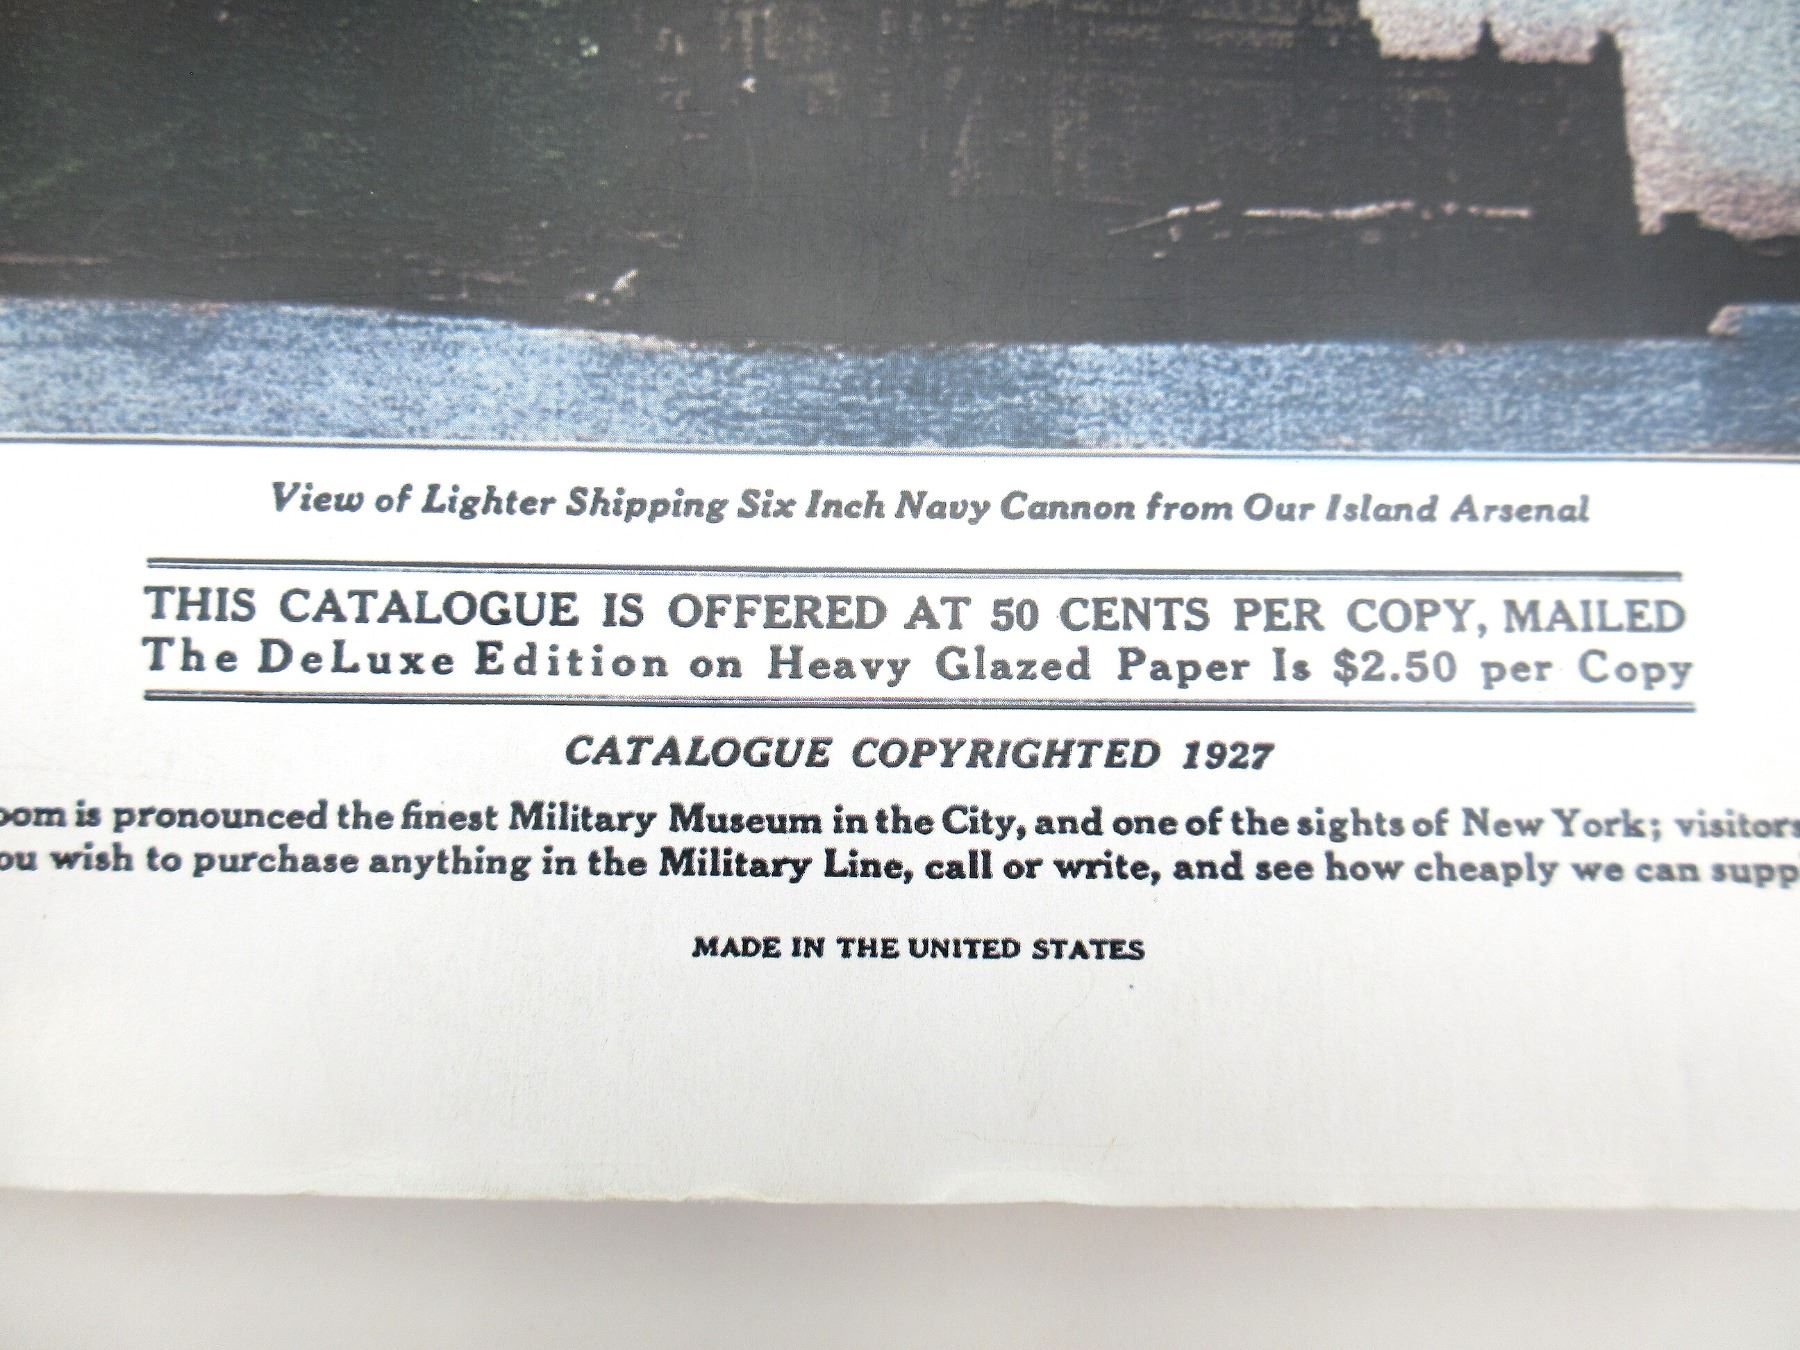 View of Lighter Shipping Six Inch Navy Cannon from Our Island Arsenal
THIS CATALOGUE IS OFFERED AT 50 CENTS PER COPY, MAILED
The DeLuxe Edition on Heavy Glazed Paper Is $2.50 per Copy
CATALOGUE COPYRIGHTED 1927
oom is pronounced the finest Military Museum in the City, and one of the sights of New York; visitors
ou wish to purchase anything in the Military Line, call or write, and see how cheaply we can suppl
MADE IN THE UNITED STATES